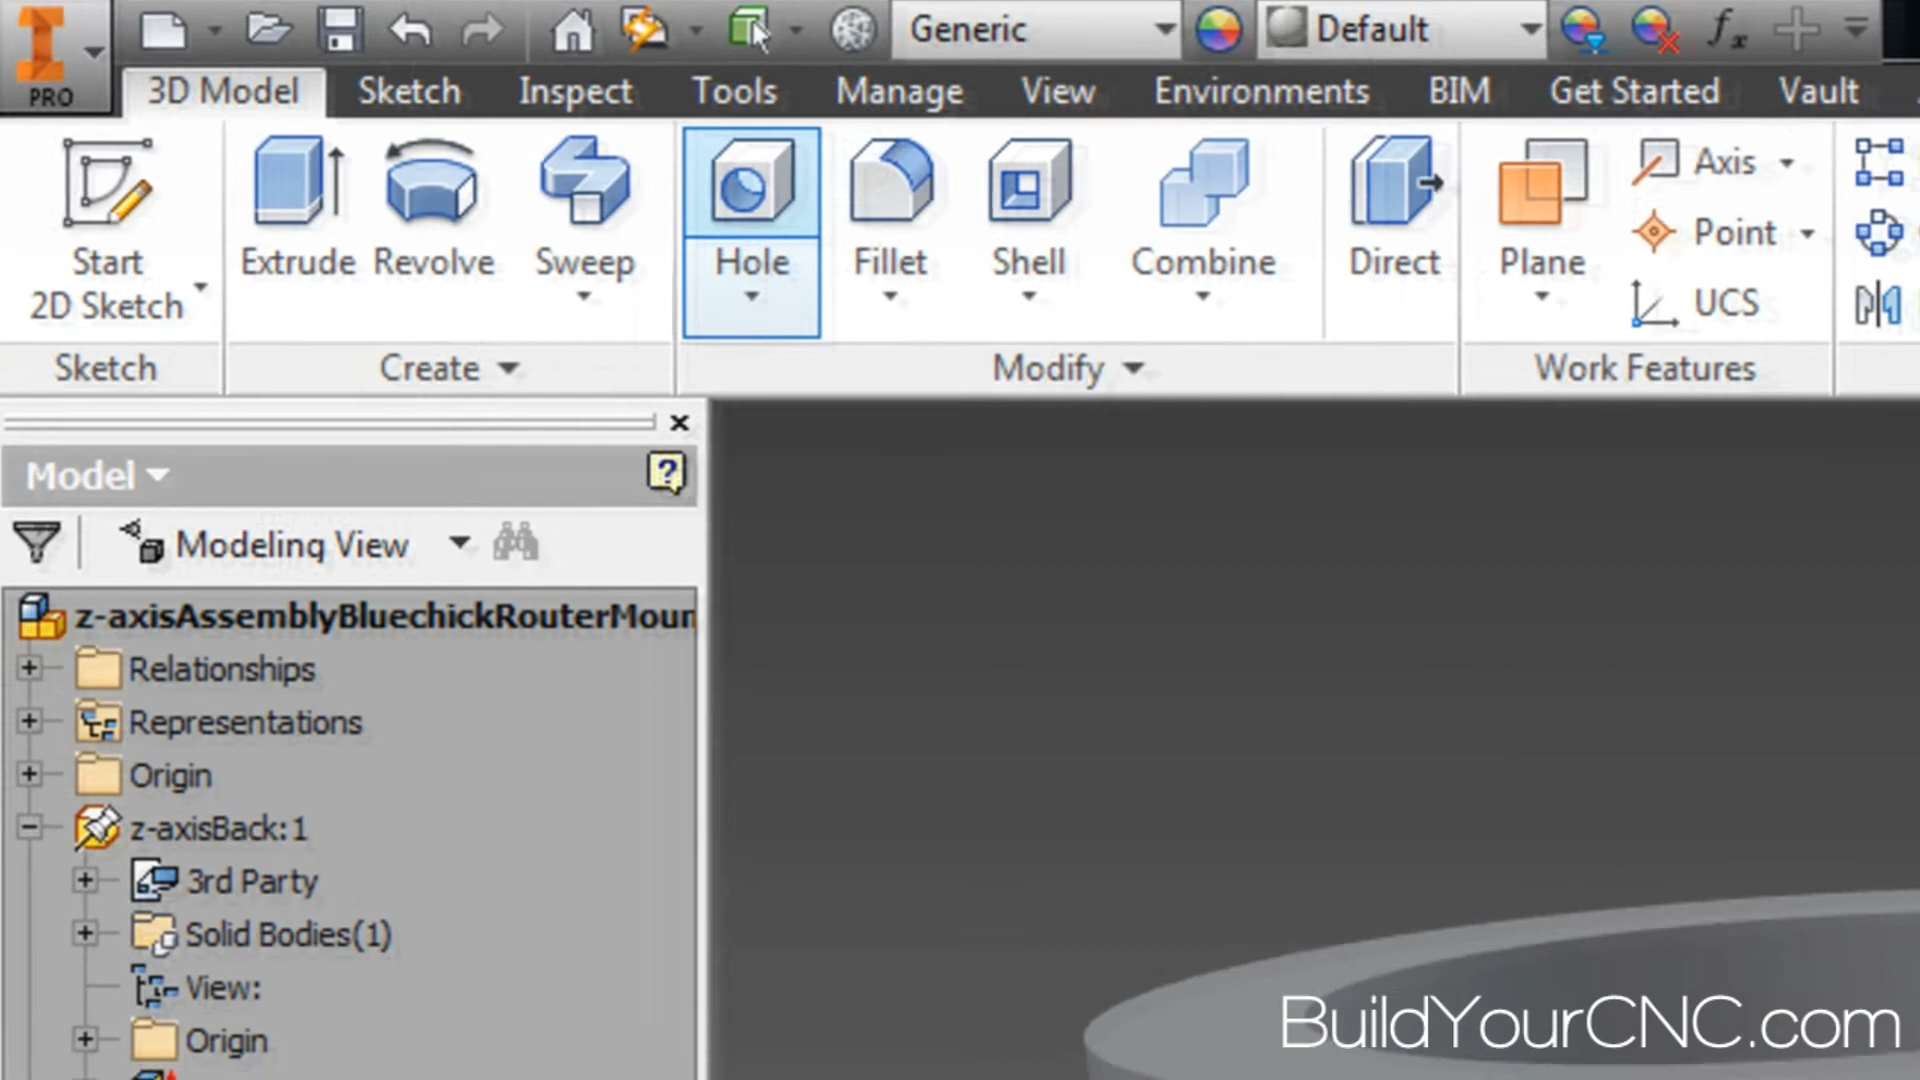 Generic
Default
fx
PRO
3D Model Sketch Inspect Tools Manage View Environments BIM Get Started Vault
Start
2D Sketch
Extrude Revolve Sweep
Hole Fillet Shell Combine
Direct
Plane
Axis
Point
UCS
Sketch
Create
Modify
Work Features
Model
Modeling View
z-axisAssemblyBluechickRouterMoun
Relationships
Representations
Origin
z-axisBack:1
3rd Party
Solid Bodies(1)
View:
Origin
BuildYourCNC.com